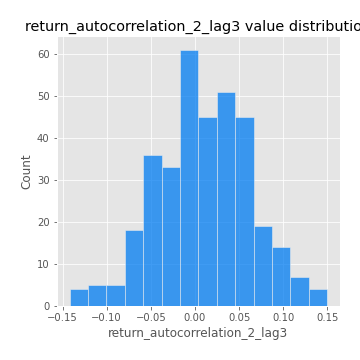 return_autocorrelation_2_lag3 value distributio
60
50
40
30
20
10
0
Count
−0.15 −0.10 −0.05 0.00 0.05 0.10 0.15
return_autocorrelation_2_lag3